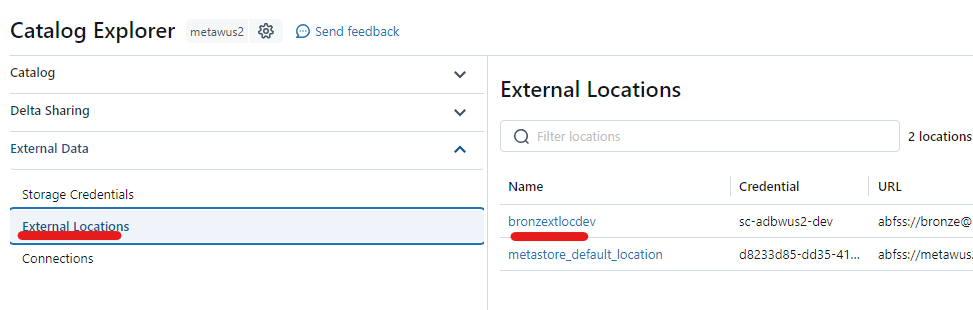 Catalog Explorer metawus2 Send feedback
Catalog
Delta Sharing
External Data
Storage Credentials
External Locations
Connections
External Locations
Filter locations 2 locations
Name Credential URL
bronzextlocdev sc-adbwus2-dev abfss://bronze@
metastore_default_location d8233d85-dd35-41... abfss://metawus